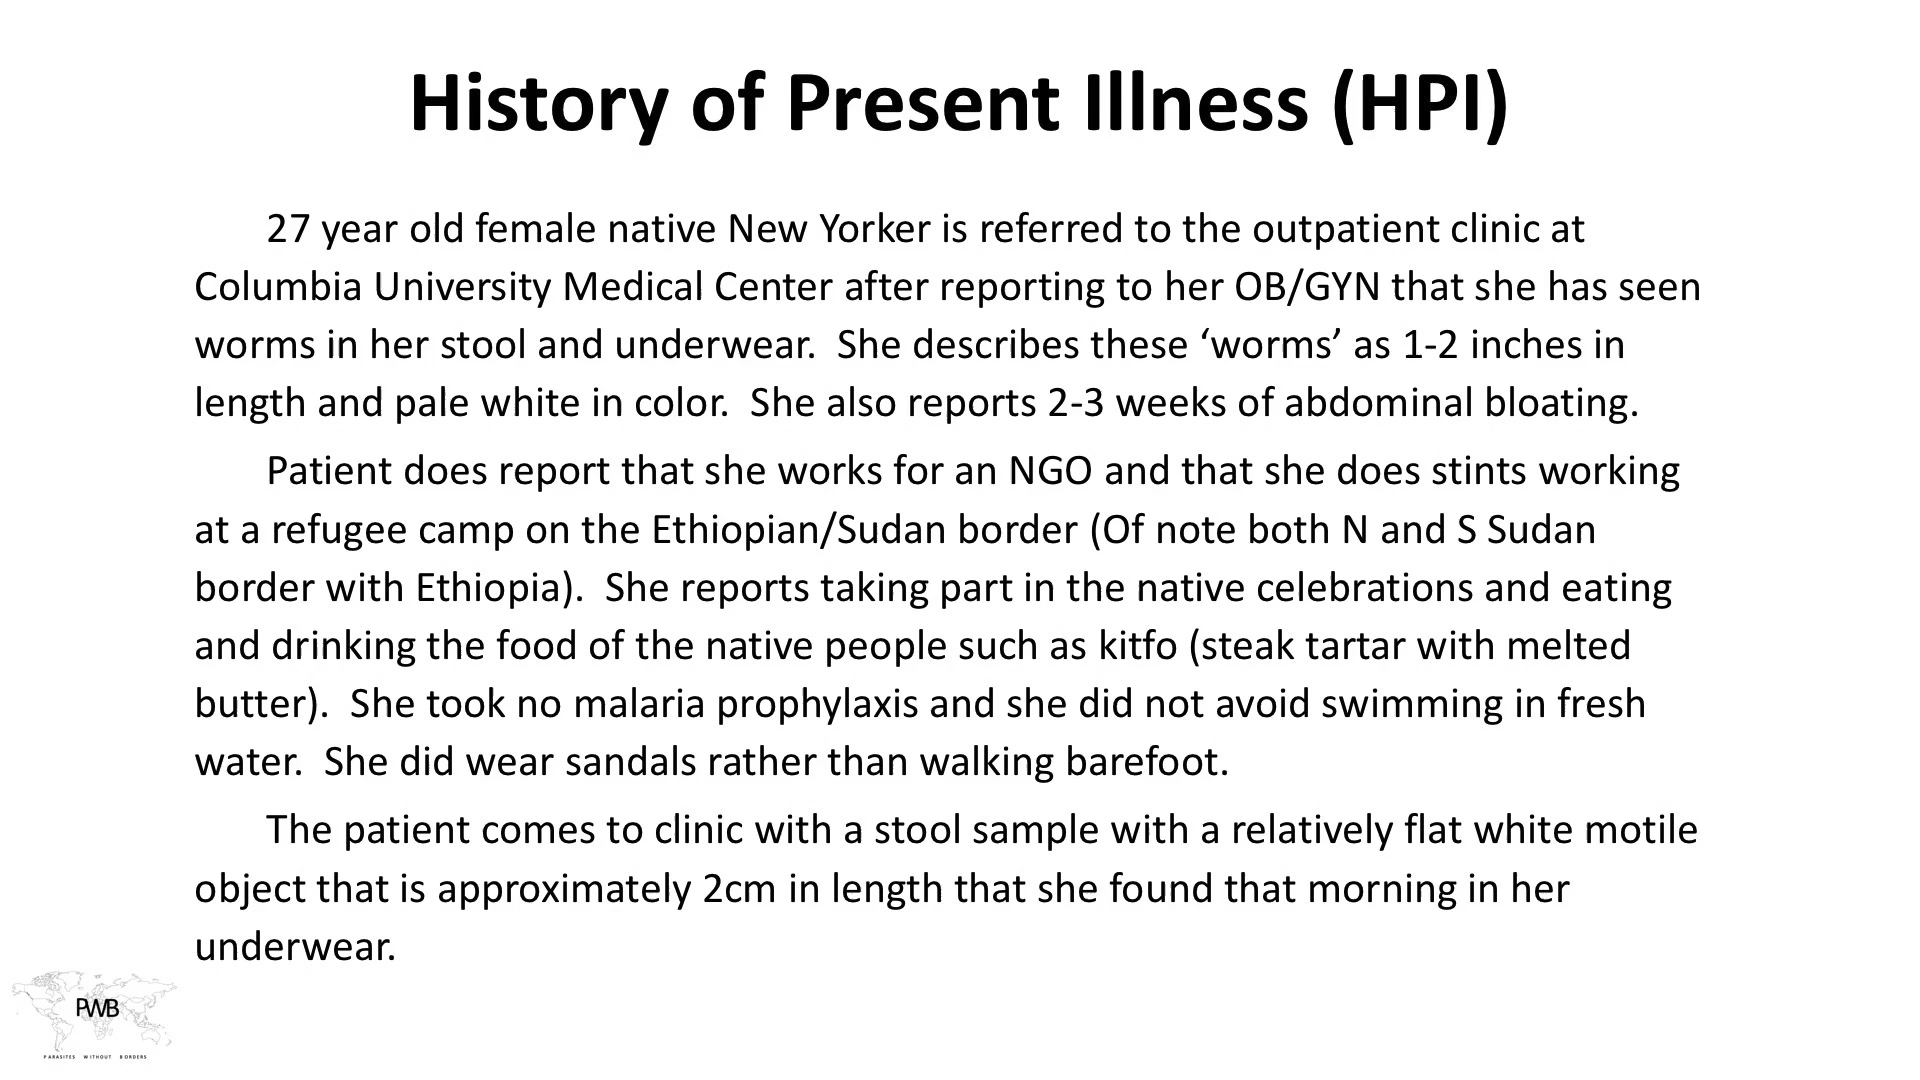 History of Present Illness (HPI)
27 year old female native New Yorker is referred to the outpatient clinic at
Columbia University Medical Center after reporting to her OB/GYN that she has seen
worms in her stool and underwear.  She describes these ‘worms’ as 1-2 inches in
length and pale white in color.  She also reports 2-3 weeks of abdominal bloating.
Patient does report that she works for an NGO and that she does stints working
at a refugee camp on the Ethiopian/Sudan border (Of note both N and S Sudan
border with Ethiopia).  She reports taking part in the native celebrations and eating
and drinking the food of the native people such as kitfo (steak tartar with melted
butter).  She took no malaria prophylaxis and she did not avoid swimming in fresh
water.  She did wear sandals rather than walking barefoot.
The patient comes to clinic with a stool sample with a relatively flat white motile
object that is approximately 2cm in length that she found that morning in her
underwear.
PWB
PARASITES WITHOUT BORDERS